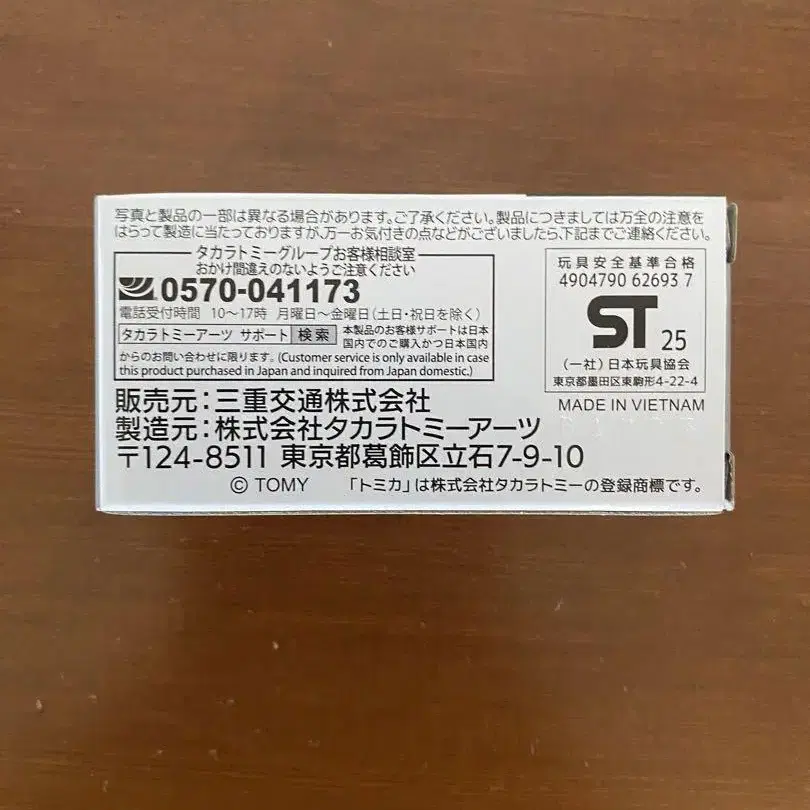 写真と製品の一部は異なる場合があります。ご了承ください。製品につきましては万全の注意を
はらって製造に当たっておりますが、万一お気付きの点などがございましたら、下記までご連絡ください。
タカラトミーグループお客様相談室
おかけ間違えのないようご注意ください
0570-041173
電話受付時間 10〜17時 月曜日〜金曜日(土日・祝日を除く)
タカラトミーアーツ サポート 検索 本製品のお客様サポートは日本
国内でのご購入かつ日本国内
からのお問い合わせに限ります。(Customer service is only available in case
this product purchased in Japan and inquired from Japan domestic.)
玩具安全基準合格
4904790 62693 7
ST 25
(一社)日本玩具協会
東京都墨田区東駒形4-22-4
MADE IN VIETNAM
販売元:三重交通株式会社
製造元:株式会社タカラトミーアーツ
〒124-8511 東京都葛飾区立石7-9-10
© TOMY 「トミカ」は株式会社タカラトミーの登録商標です。